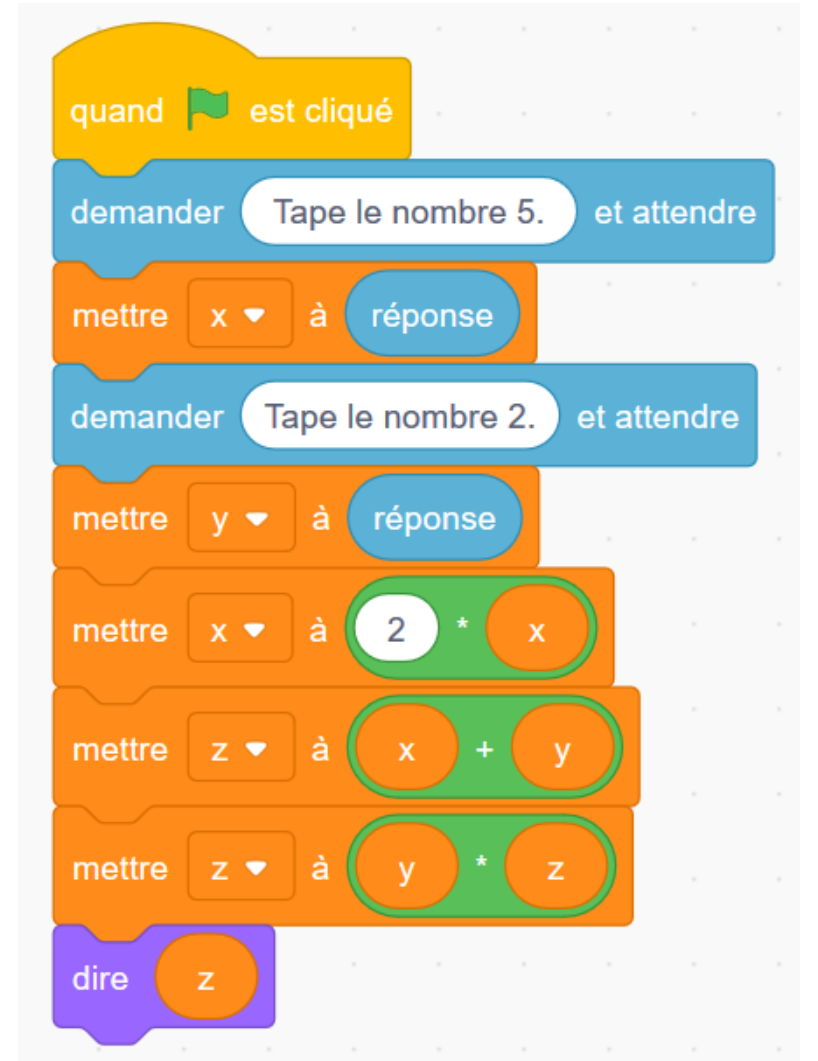 quand est cliqué
demander Tape le nombre 5. et attendre
mettre x à réponse
demander Tape le nombre 2. et attendre
mettre y à réponse
mettre x à 2 * x
mettre z à x + y
mettre z à y * z
dire z